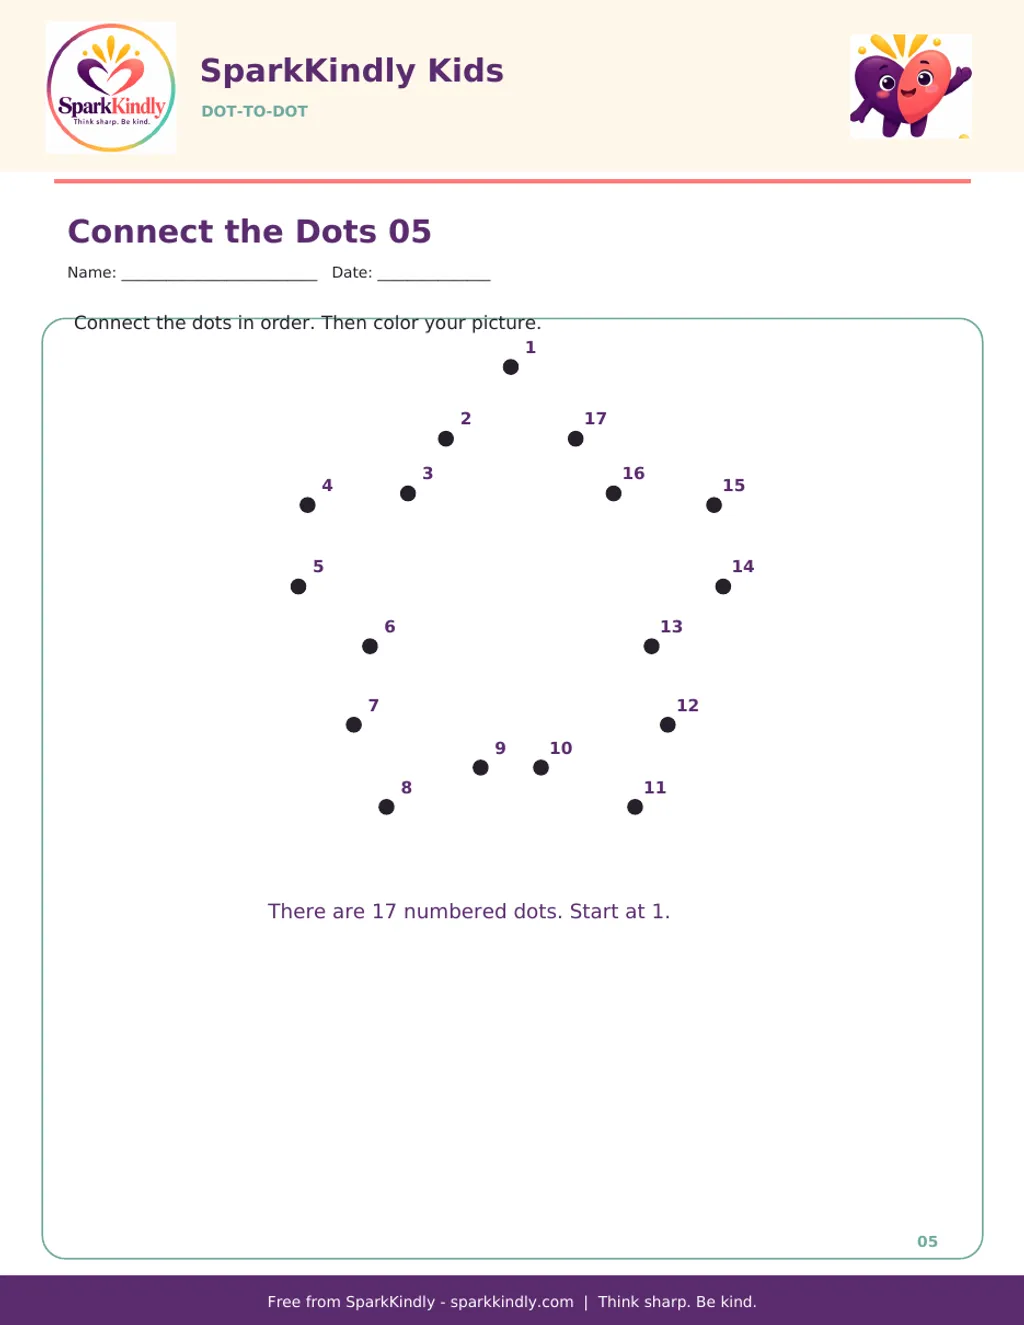 SparkKindly
Think sharp. Be kind.
SparkKindly Kids
DOT-TO-DOT
Connect the Dots 05
Name: __________________________ Date: _______________
Connect the dots in order. Then color your picture.
1
2 17
3 16
4 15
5 14
6 13
7 12
9 10
8 11
There are 17 numbered dots. Start at 1.
05
Free from SparkKindly - sparkkindly.com | Think sharp. Be kind.